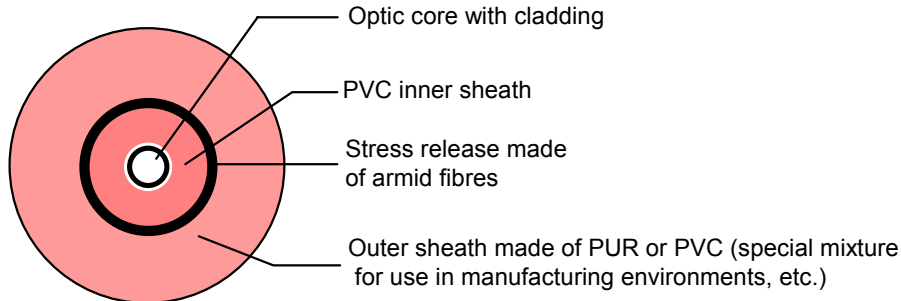 Optic core with cladding
PVC inner sheath
Stress release made
of armid fibres
Outer sheath made of PUR or PVC (special mixture
for use in manufacturing environments, etc.)